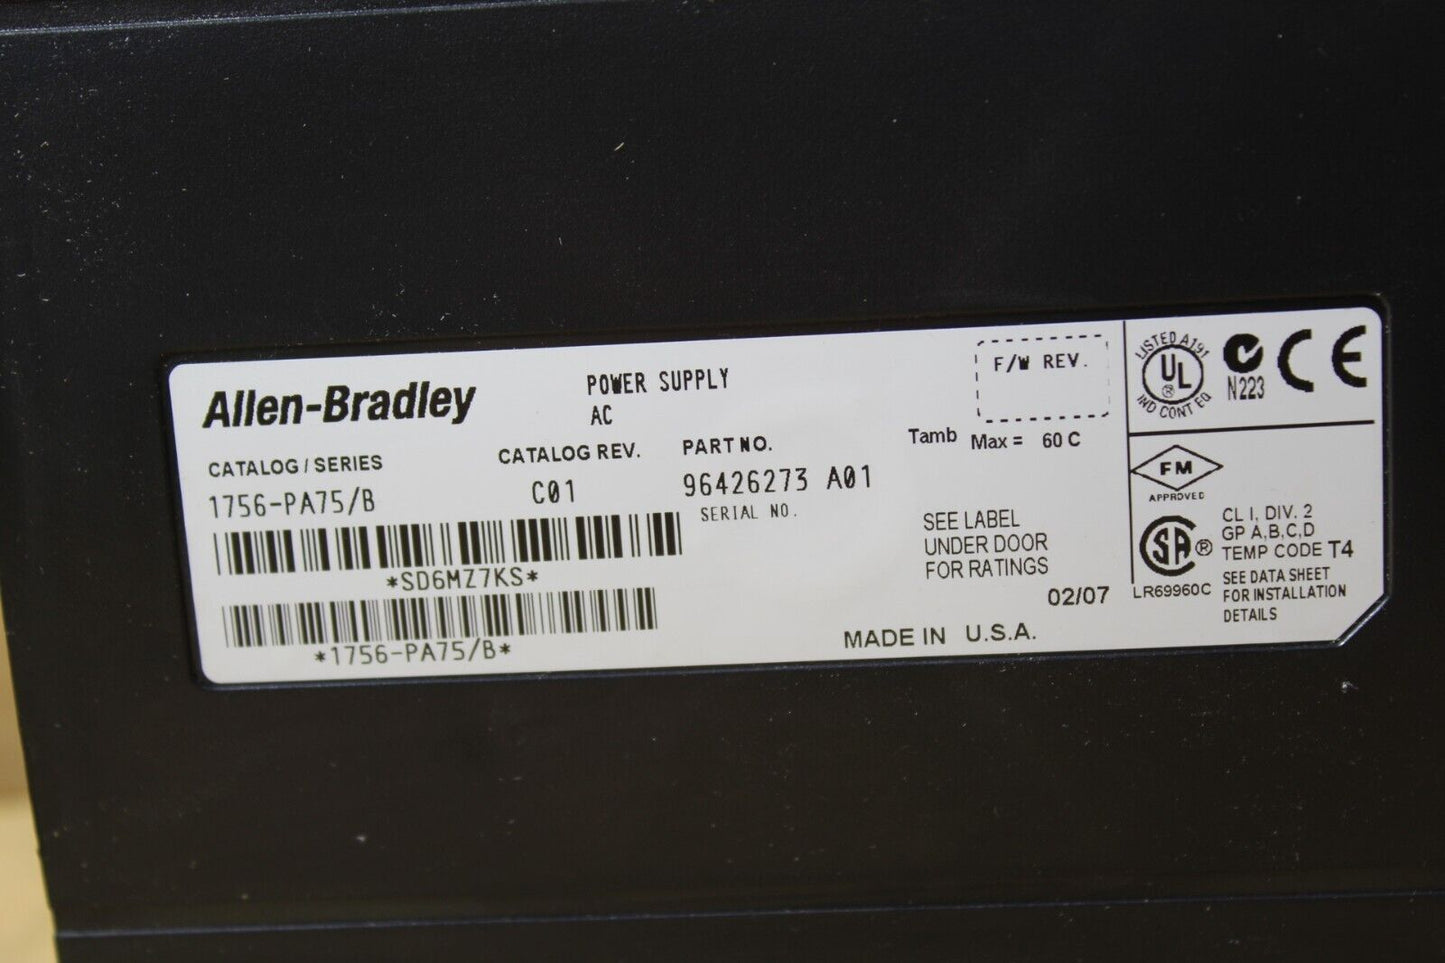 Allen-Bradley
POWER SUPPLY
AC
CATALOG / SERIES
1756-PA75/B
CATALOG REV.
C01
PART NO.
96426273 A01
SERIAL NO.
*SD6MZ7KS*
*1756-PA75/B*
F/W REV.
Tamb Max = 60 C
SEE LABEL
UNDER DOOR
FOR RATINGS
02/07
MADE IN U.S.A.
LISTED A191
UL
®
IND CONT EQ
N223
CE
FM
APPROVED
SA ®
LR69960C
CL I, DIV. 2
GP A,B,C,D
TEMP CODE T4
SEE DATA SHEET
FOR INSTALLATION
DETAILS